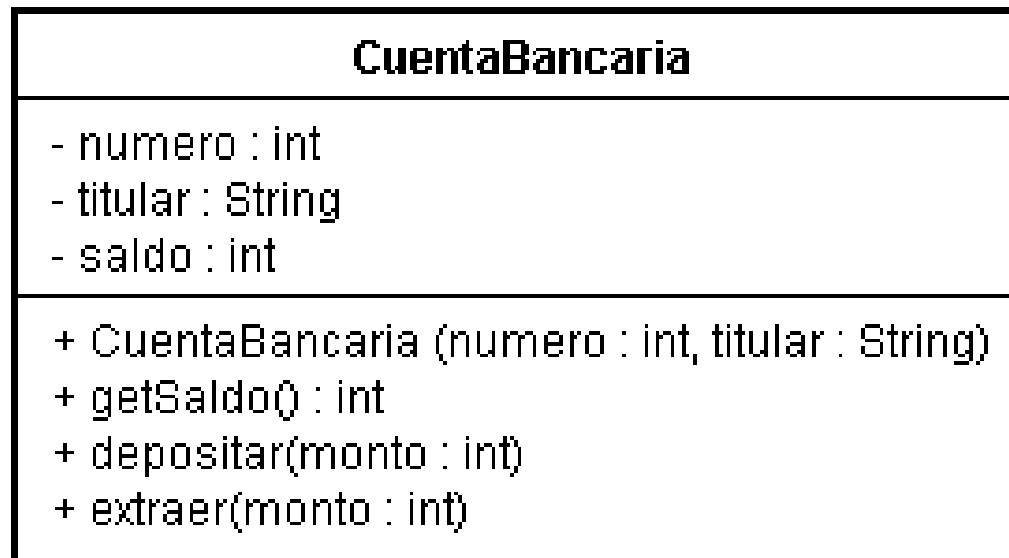 CuentaBancaria
- numero : int
- titular : String
- saldo : int
+ CuentaBancaria (numero : int, titular : String)
+ getSaldo() : int
+ depositar(monto : int)
+ extraer(monto : int)